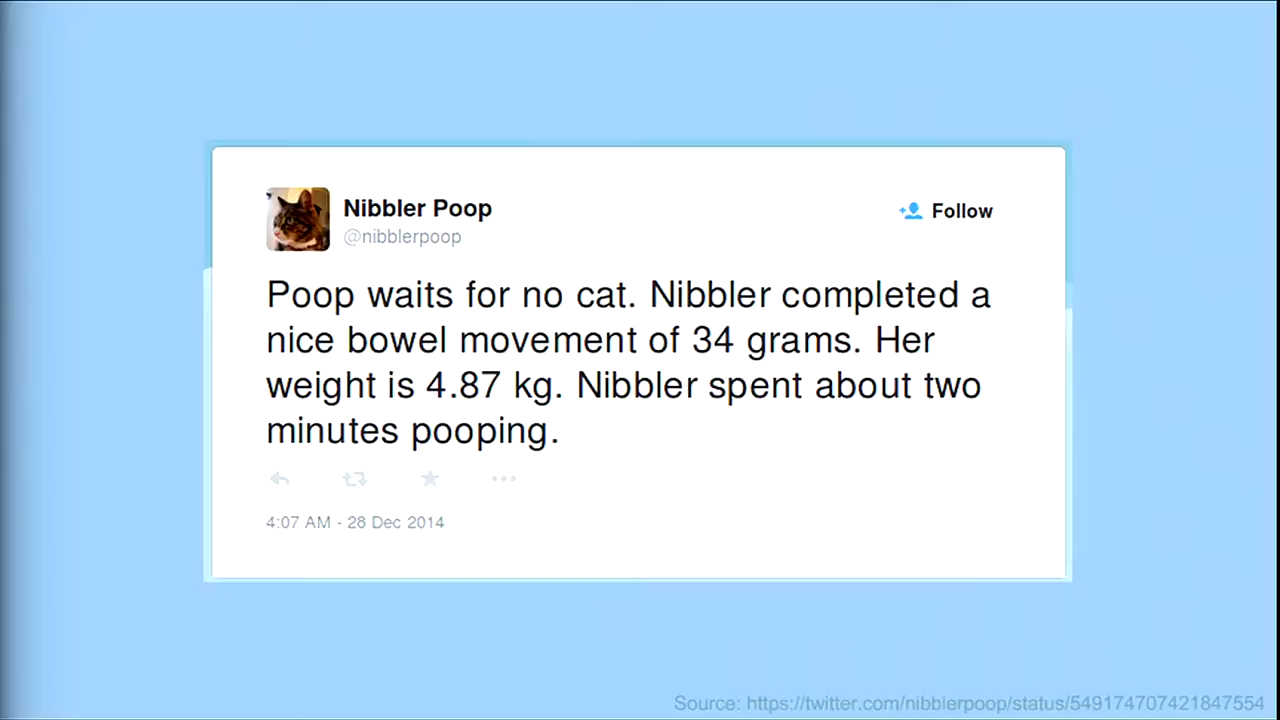 Nibbler Poop
@nibblerpoop
Follow
Poop waits for no cat. Nibbler completed a
nice bowel movement of 34 grams. Her
weight is 4.87 kg. Nibbler spent about two
minutes pooping.
4:07 AM - 28 Dec 2014
Source: https://twitter.com/nibblerpoop/status/549174707421847554